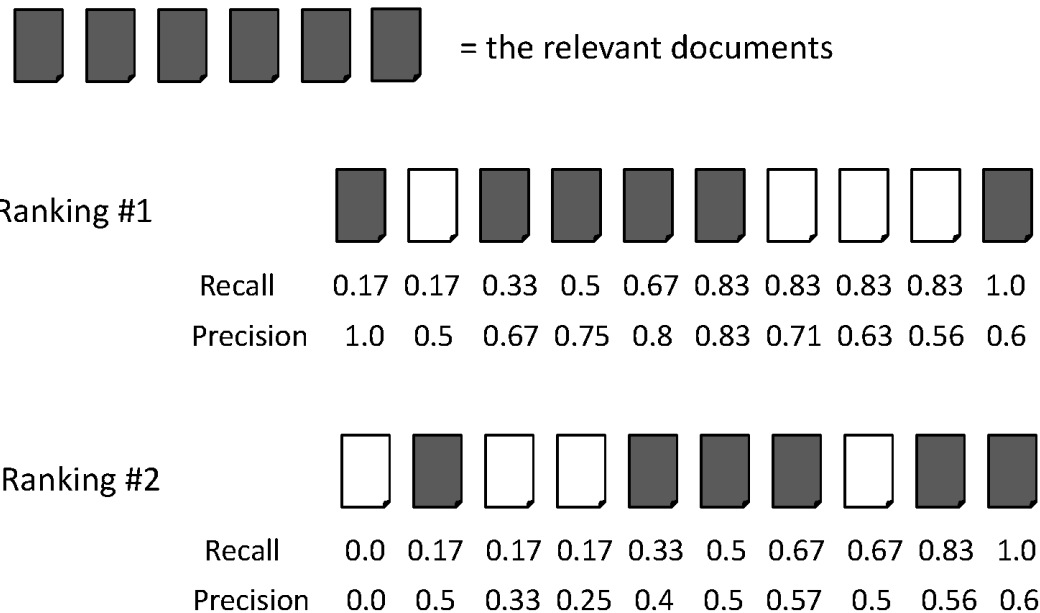 = the relevant documents
Ranking #1
Recall 0.17 0.17 0.33 0.5 0.67 0.83 0.83 0.83 0.83 1.0
Precision 1.0 0.5 0.67 0.75 0.8 0.83 0.71 0.63 0.56 0.6
Ranking #2
Recall 0.0 0.17 0.17 0.17 0.33 0.5 0.67 0.67 0.83 1.0
Precision 0.0 0.5 0.33 0.25 0.4 0.5 0.57 0.5 0.56 0.6